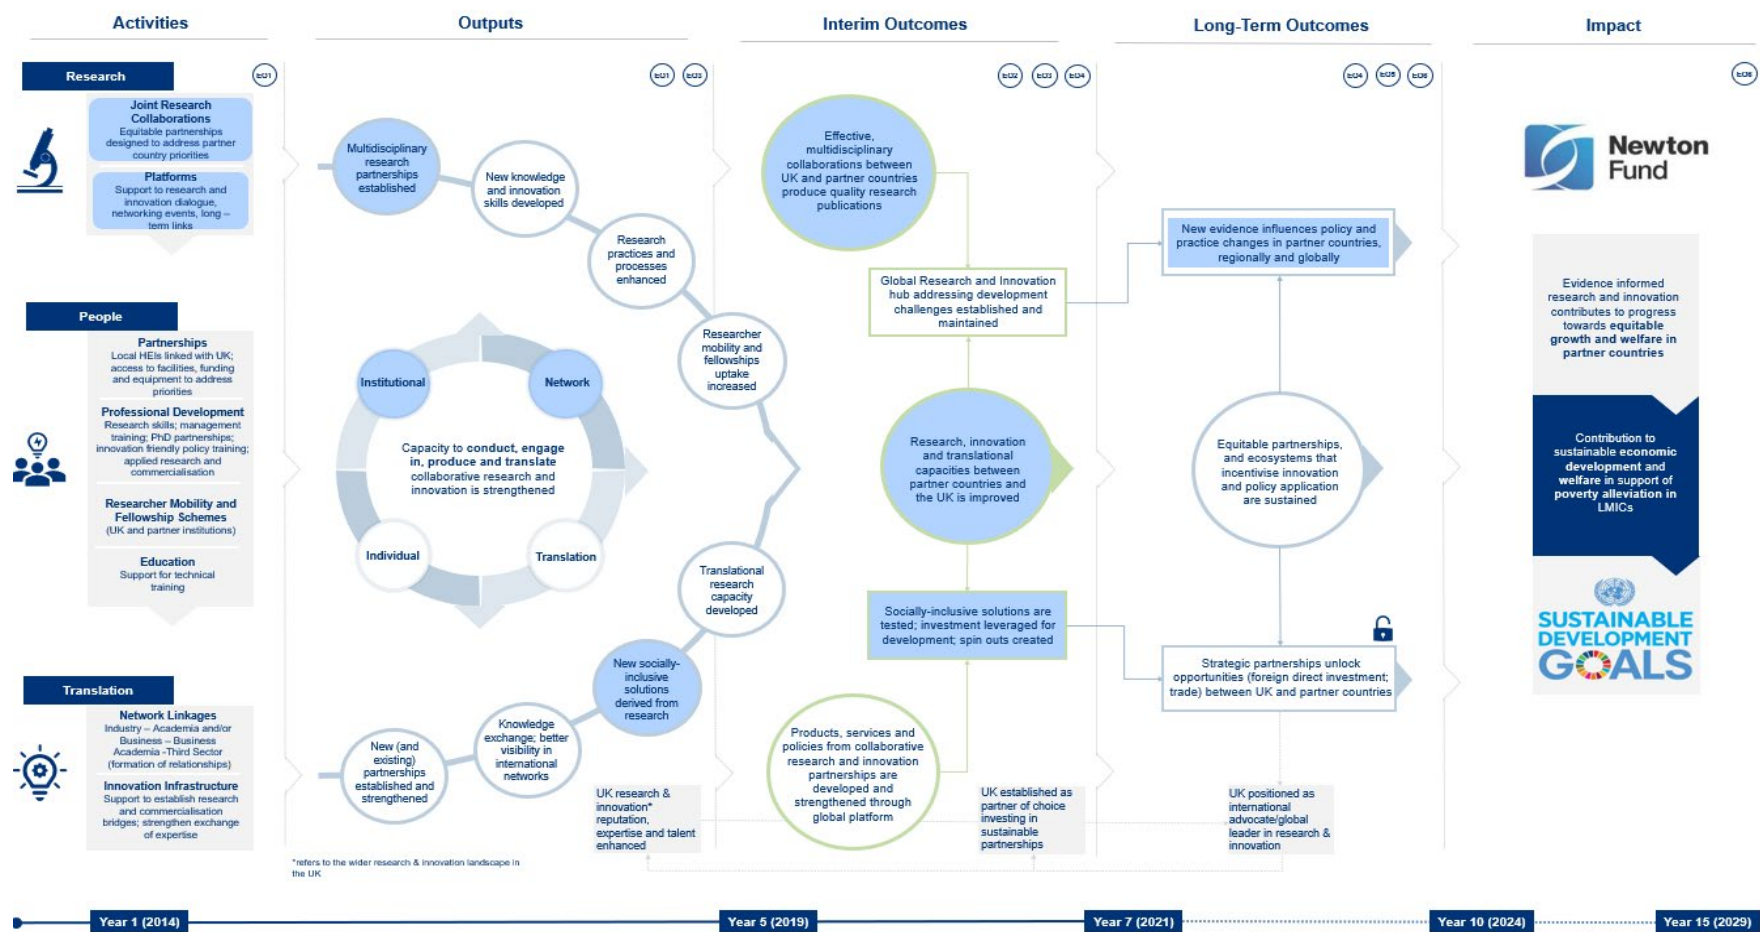 Activities
Outputs
Interim Outcomes
Long-Term Outcomes
Impact
Research
EO1
EO1
EO3
EO2
EO3
EO4
EO4
EO5
EO6
EO6
Joint Research
Collaborations
Equitable partnerships
designed to address partner
country priorities
Platforms
Support to research and
innovation dialogue,
networking events, long –
term links
People
Partnerships
Local HEIs linked with UK;
access to facilities, funding
and equipment to address
priorities
Professional Development
Research skills; management
training; PhD partnerships;
innovation friendly policy training;
applied research and
commercialisation
Researcher Mobility and
Fellowship Schemes
(UK and partner institutions)
Education
Support for technical
training
Translation
Network Linkages
Industry – Academia and/or
Business – Business
Academia -Third Sector
(formation of relationships)
Innovation Infrastructure
Support to establish research
and commercialisation
bridges; strengthen exchange
of expertise
Multidisciplinary
research
partnerships
established
New knowledge
and innovation
skills developed
Research
practices and
processes
enhanced
Researcher
mobility and
fellowships
uptake
increased
Institutional
Network
Capacity to conduct, engage
in, produce and translate
collaborative research and
innovation is strengthened
Individual
Translation
Translational
research
capacity
developed
New socially-
inclusive
solutions
derived from
research
Knowledge
exchange; better
visibility in
international
networks
New (and
existing)
partnerships
established and
strengthened
UK research &
innovation*
reputation,
expertise and talent
enhanced
*refers to the wider research & innovation landscape in
the UK
Effective,
multidisciplinary
collaborations between
UK and partner countries
produce quality research
publications
Global Research and Innovation
hub addressing development
challenges established and
maintained
Research, innovation
and translational
capacities between
partner countries and
the UK is improved
Socially-inclusive solutions are
tested; investment leveraged for
development; spin outs created
Products, services and
policies from collaborative
research and innovation
partnerships are
developed and
strengthened through
global platform
UK established as
partner of choice
investing in
sustainable
partnerships
New evidence influences policy and
practice changes in partner countries,
regionally and globally
Equitable partnerships,
and ecosystems that
incentivise innovation
and policy application
are sustained
Strategic partnerships unlock
opportunities (foreign direct investment;
trade) between UK and partner countries
UK positioned as
international
advocate/global
leader in research &
innovation
Newton
Fund
Evidence informed
research and innovation
contributes to progress
towards equitable
growth and welfare in
partner countries
Contribution to
sustainable economic
development and
welfare in support of
poverty alleviation in
LMICs
SUSTAINABLE
DEVELOPMENT
GOALS
Year 1 (2014)
Year 5 (2019)
Year 7 (2021)
Year 10 (2024)
Year 15 (2029)